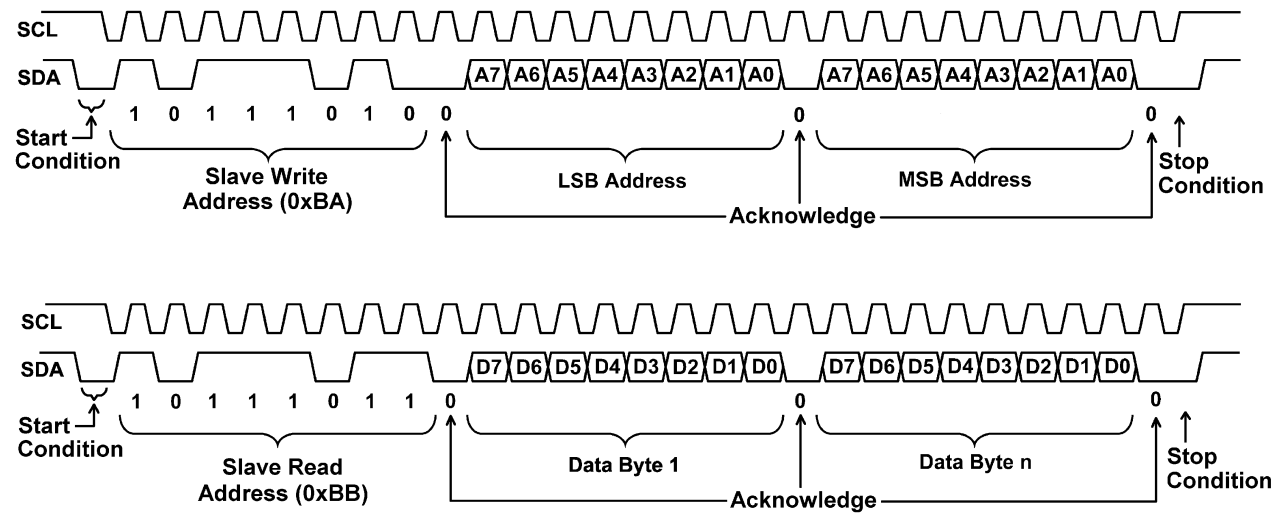 SCL
SDA A7 A6 A5 A4 A3 A2 A1 A0 A7 A6 A5 A4 A3 A2 A1 A0
1 0 1 1 1 0 1 0 0 0 0
Start
Condition
Slave Write
Address (0xBA)
LSB Address
MSB Address
Stop
Condition
Acknowledge
SCL
SDA D7 D6 D5 D4 D3 D2 D1 D0 D7 D6 D5 D4 D3 D2 D1 D0
1 0 1 1 1 0 1 1 0 0 0
Start
Condition
Slave Read
Address (0xBB)
Data Byte 1
Data Byte n
Stop
Condition
Acknowledge